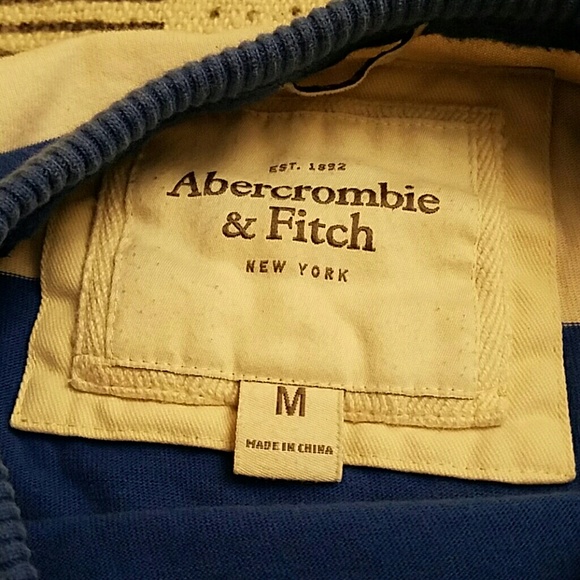 EST. 1892
Abercrombie
& Fitch
NEW YORK
M
MADE IN CHINA